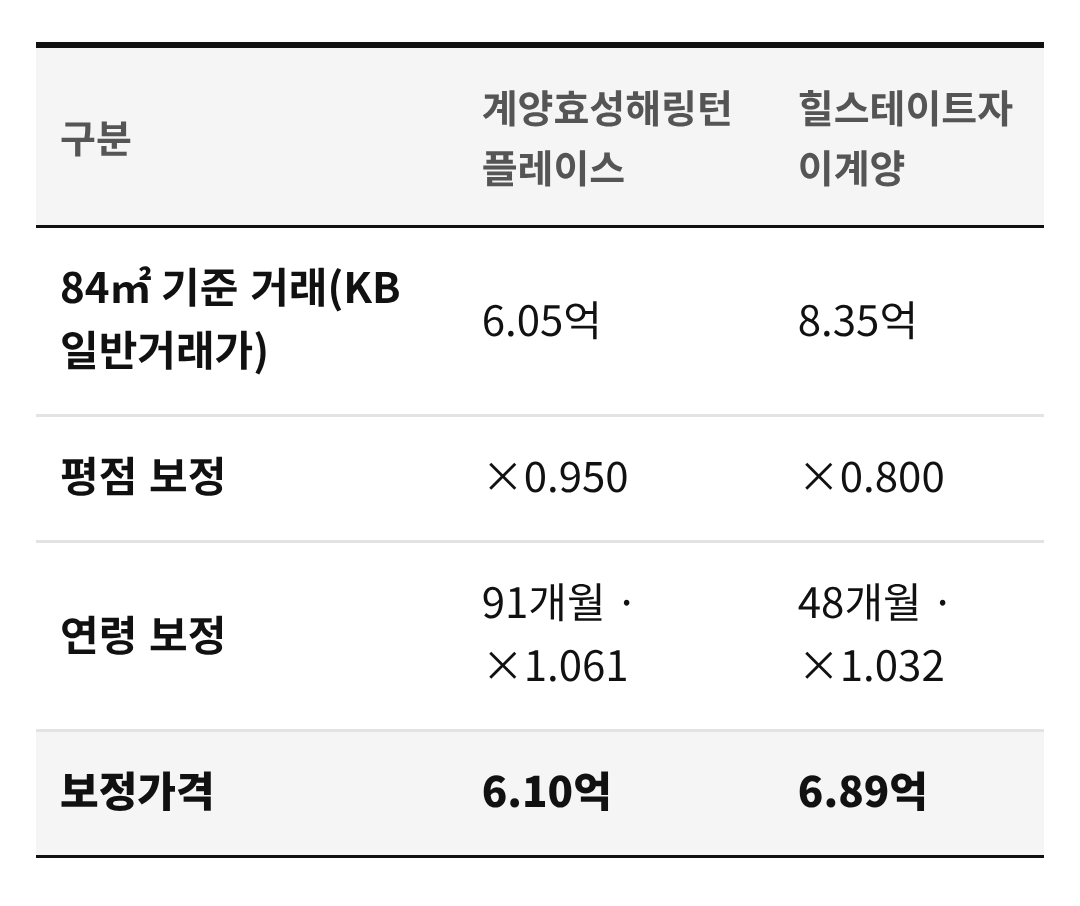 구분
계양효성해링턴
플레이스
힐스테이트자
이계양
84㎡ 기준 거래(KB
일반거래가)
6.05억
8.35억
평점 보정
×0.950
×0.800
연령 보정
91개월 ·
×1.061
48개월 ·
×1.032
보정가격
6.10억
6.89억